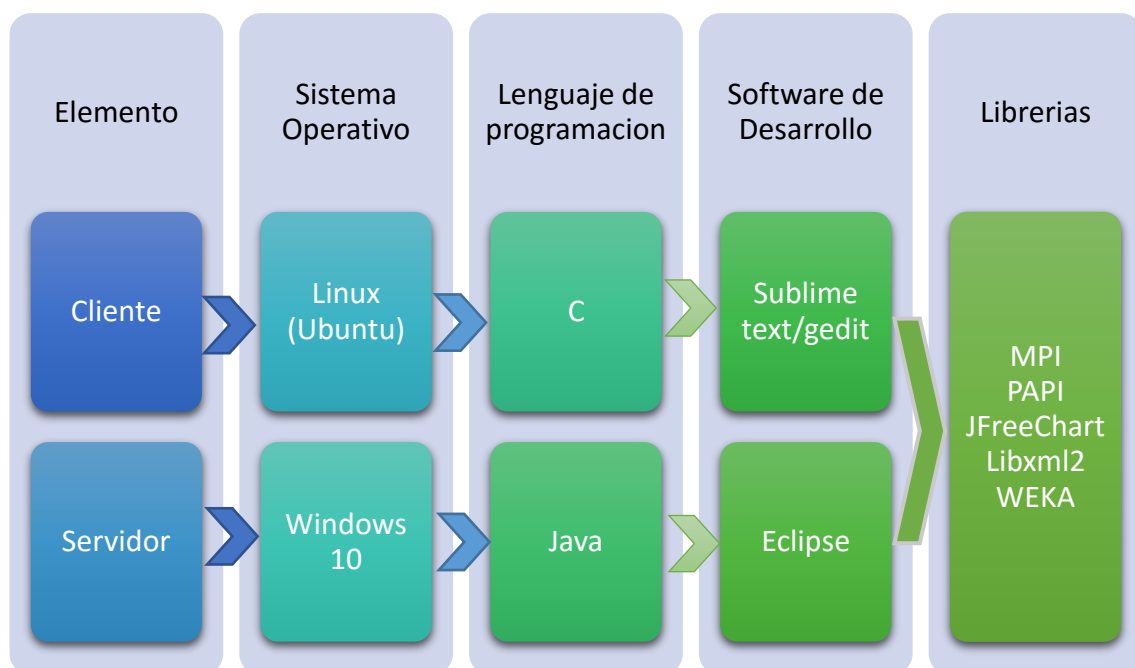 Elemento
Sistema
Operativo
Lenguaje de
programacion
Software de
Desarrollo
Librerias
Cliente
Linux
(Ubuntu)
C
Sublime
text/gedit
Servidor
Windows
10
Java
Eclipse
MPI
PAPI
JFreeChart
Libxml2
WEKA